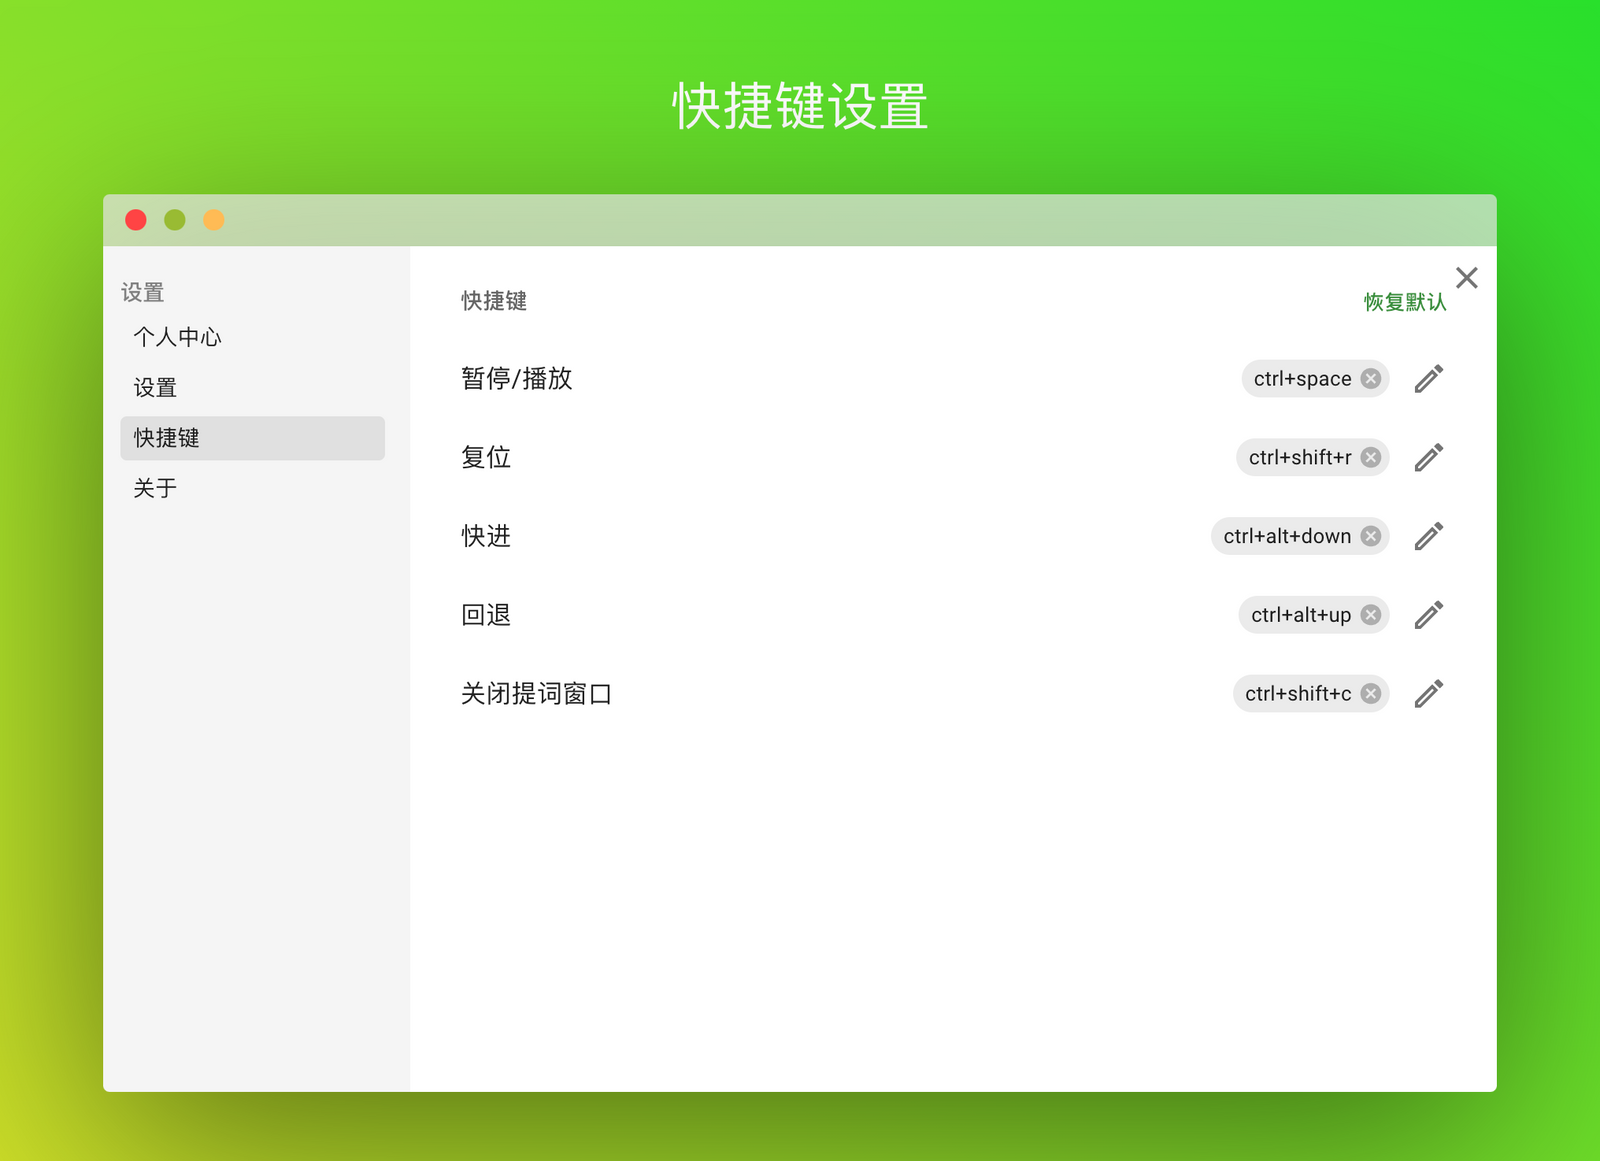 快捷键设置
设置
个人中心
设置
快捷键
关于
快捷键
恢复默认
暂停/播放
ctrl+space
复位
ctrl+shift+r
快进
ctrl+alt+down
回退
ctrl+alt+up
关闭提词窗口
ctrl+shift+c